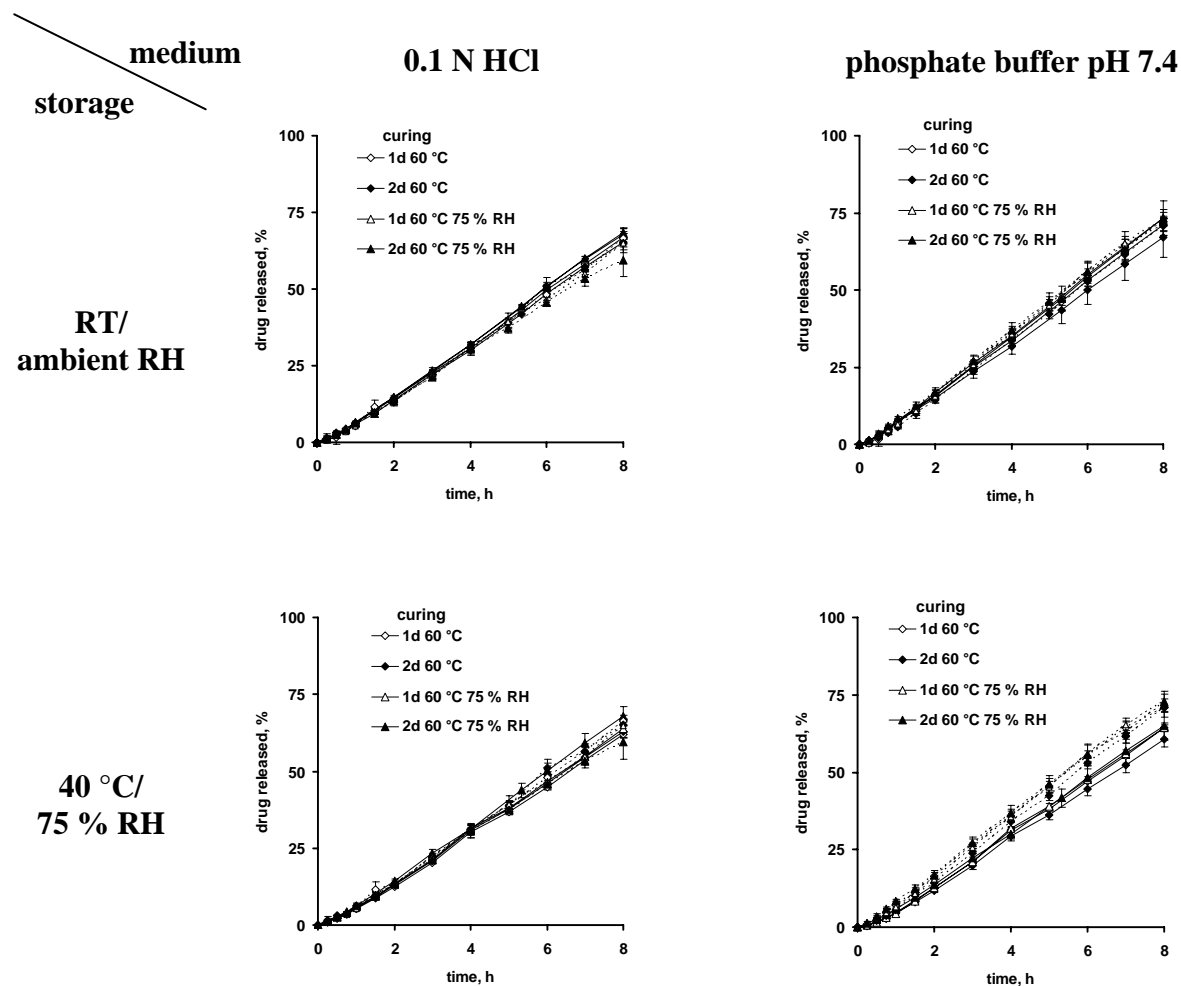 medium
storage
0.1 N HCl
phosphate buffer pH 7.4
RT/
ambient RH
curing
1d 60 °C
2d 60 °C
1d 60 °C 75 % RH
2d 60 °C 75 % RH
drug released, %
100
75
50
25
0
0 2 4 6 8
time, h
curing
1d 60 °C
2d 60 °C
1d 60 °C 75 % RH
2d 60 °C 75 % RH
drug released, %
100
75
50
25
0
0 2 4 6 8
time, h
40 °C/
75 % RH
curing
1d 60 °C
2d 60 °C
1d 60 °C 75 % RH
2d 60 °C 75 % RH
drug released, %
100
75
50
25
0
0 2 4 6 8
time, h
curing
1d 60 °C
2d 60 °C
1d 60 °C 75 % RH
2d 60 °C 75 % RH
drug released, %
100
75
50
25
0
0 2 4 6 8
time, h